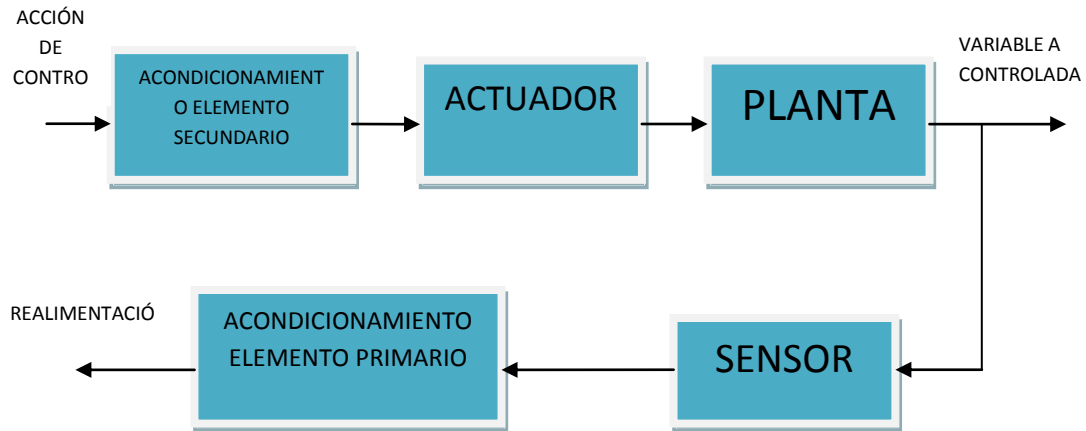 ACCIÓN
DE
CONTRO
ACONDICIONAMIENT
O ELEMENTO
SECUNDARIO
ACTUADOR
PLANTA
VARIABLE A
CONTROLADA
REALIMENTACIÓ
ACONDICIONAMIENTO
ELEMENTO PRIMARIO
SENSOR